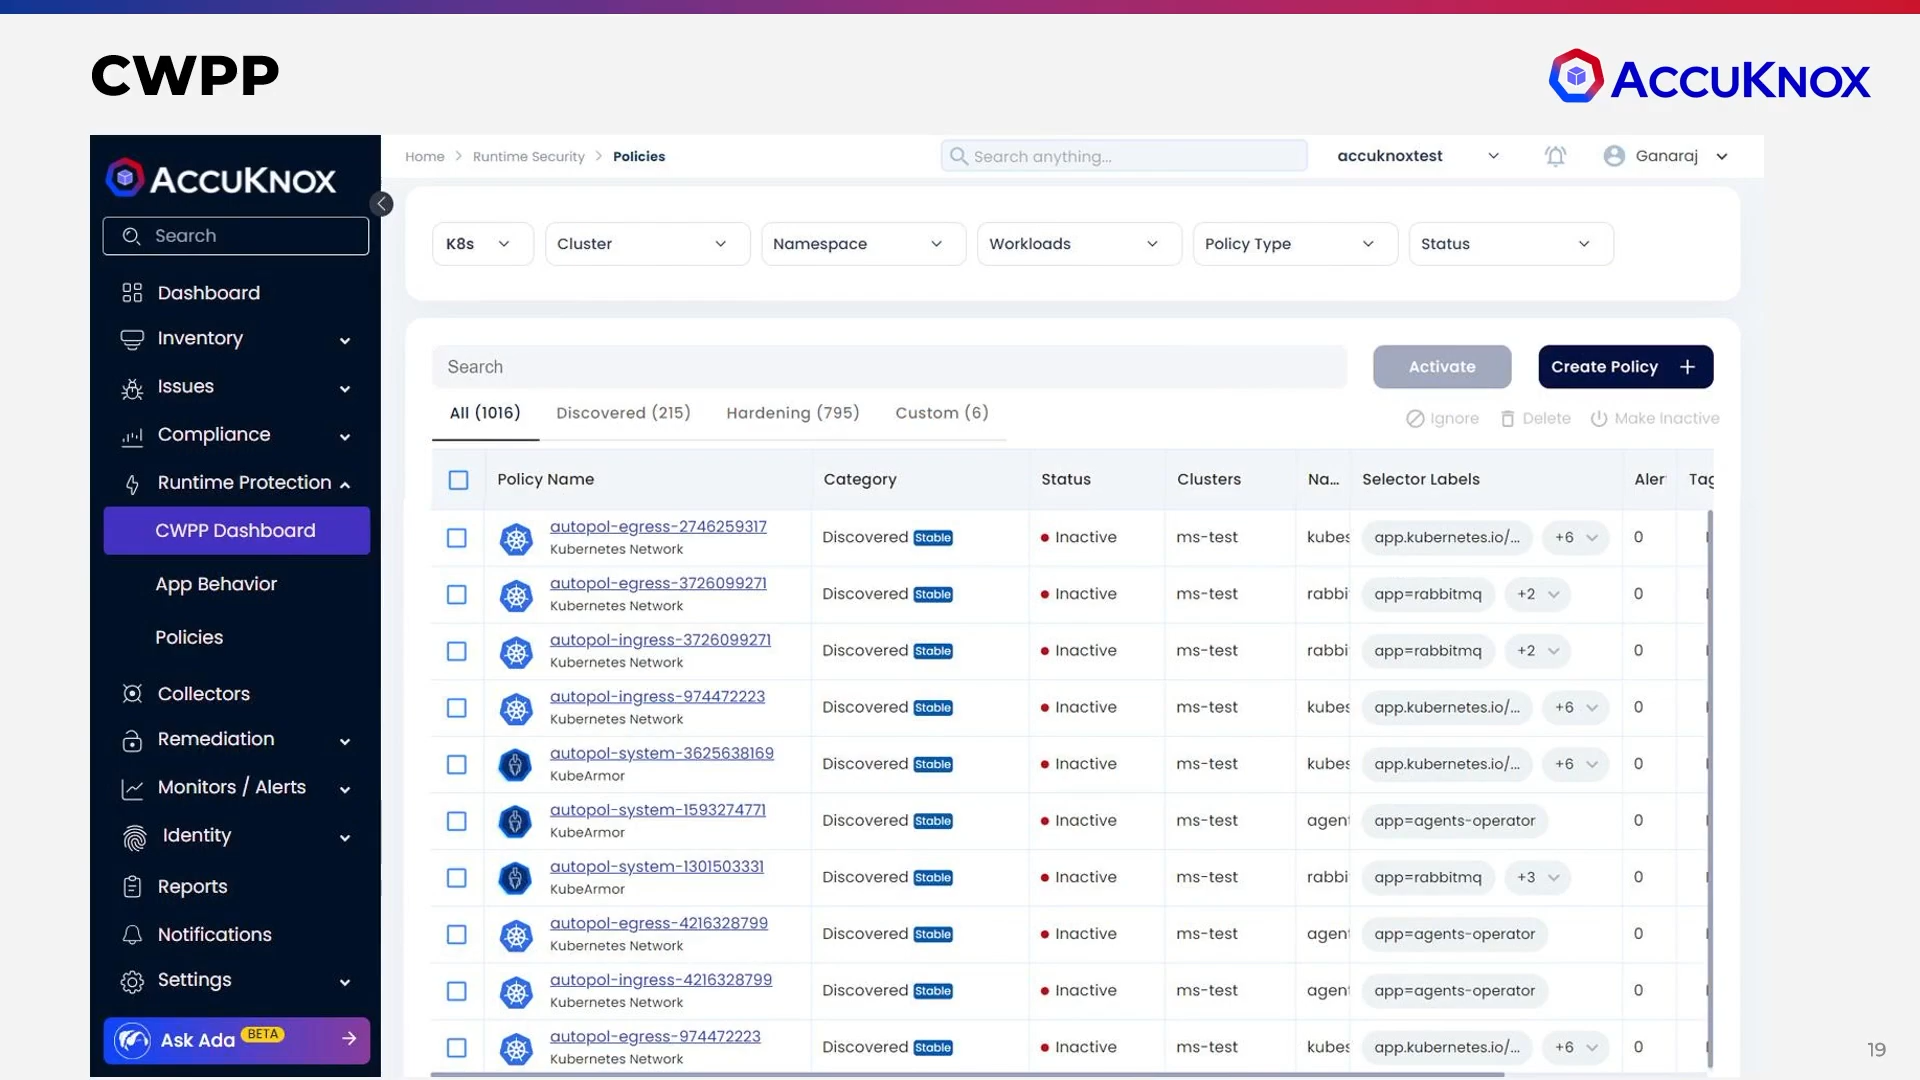 CWPP
ACCUKNOX
ACCUKNOX
Search
Dashboard
Inventory
Issues
Compliance
Runtime Protection
CWPP Dashboard
App Behavior
Policies
Collectors
Remediation
Monitors / Alerts
Identity
Reports
Notifications
Settings
Ask Ada BETA
Home > Runtime Security > Policies
Search anything...
accuknoxtest
Ganaraj
K8s Cluster Namespace Workloads Policy Type Status
Search
Activate
Create Policy +
All (1016) Discovered (215) Hardening (795) Custom (6)
Ignore Delete Make Inactive
Policy Name Category Status Clusters Na... Selector Labels Aler Tag
autopol-egress-2746259317
Kubernetes Network
Discovered Stable Inactive ms-test kubes app.kubernetes.io/... +6 0
autopol-egress-3726099271
Kubernetes Network
Discovered Stable Inactive ms-test rabbi app=rabbitmq +2 0
autopol-ingress-3726099271
Kubernetes Network
Discovered Stable Inactive ms-test rabbi app=rabbitmq +2 0
autopol-ingress-974472223
Kubernetes Network
Discovered Stable Inactive ms-test kubes app.kubernetes.io/... +6 0
autopol-system-3625638169
KubeArmor
Discovered Stable Inactive ms-test kubes app.kubernetes.io/... +6 0
autopol-system-1593274771
KubeArmor
Discovered Stable Inactive ms-test agent app=agents-operator 0
autopol-system-1301503331
KubeArmor
Discovered Stable Inactive ms-test rabbi app=rabbitmq +3 0
autopol-egress-4216328799
Kubernetes Network
Discovered Stable Inactive ms-test agent app=agents-operator 0
autopol-ingress-4216328799
Kubernetes Network
Discovered Stable Inactive ms-test agent app=agents-operator 0
autopol-egress-974472223
Kubernetes Network
Discovered Stable Inactive ms-test kubes app.kubernetes.io/... +6 0
19